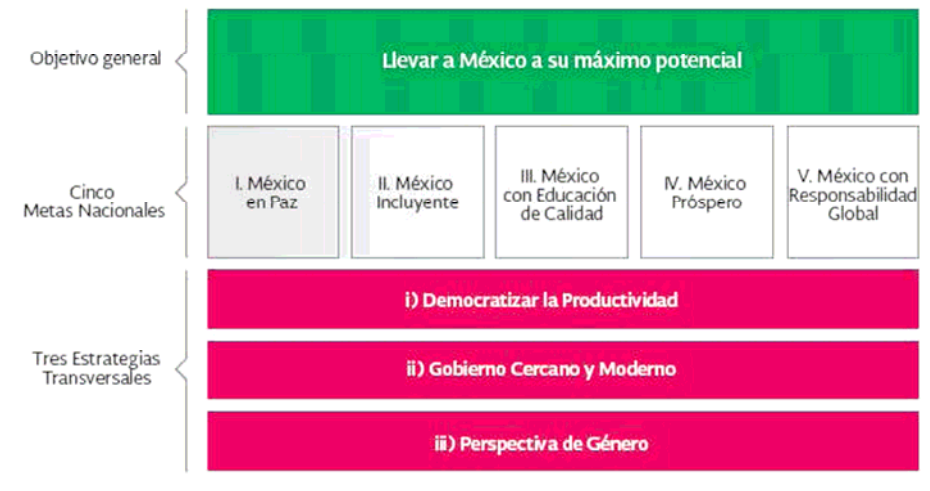 Objetivo general
Llevar a México a su máximo potencial
Cinco
Metas Nacionales
I. México
en Paz
II. México
Incluyente
III. México
con Educación
de Calidad
IV. México
Próspero
V. México con
Responsabilidad
Global
Tres Estrategias
Transversales
i) Democratizar la Productividad
ii) Gobierno Cercano y Moderno
iii) Perspectiva de Género